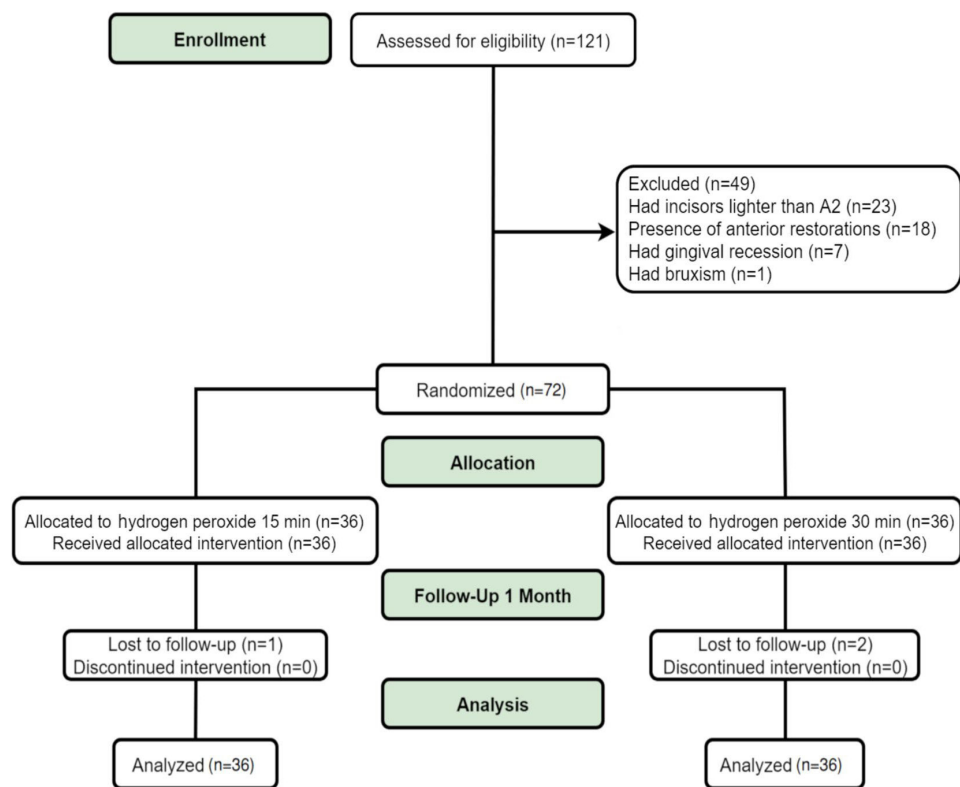 Enrollment
Assessed for eligibility (n=121)
Excluded (n=49)
Had incisors lighter than A2 (n=23)
Presence of anterior restorations (n=18)
Had gingival recession (n=7)
Had bruxism (n=1)
Randomized (n=72)
Allocation
Allocated to hydrogen peroxide 15 min (n=36)
Received allocated intervention (n=36)
Allocated to hydrogen peroxide 30 min (n=36)
Received allocated intervention (n=36)
Follow-Up 1 Month
Lost to follow-up (n=1)
Discontinued intervention (n=0)
Lost to follow-up (n=2)
Discontinued intervention (n=0)
Analysis
Analyzed (n=36)
Analyzed (n=36)